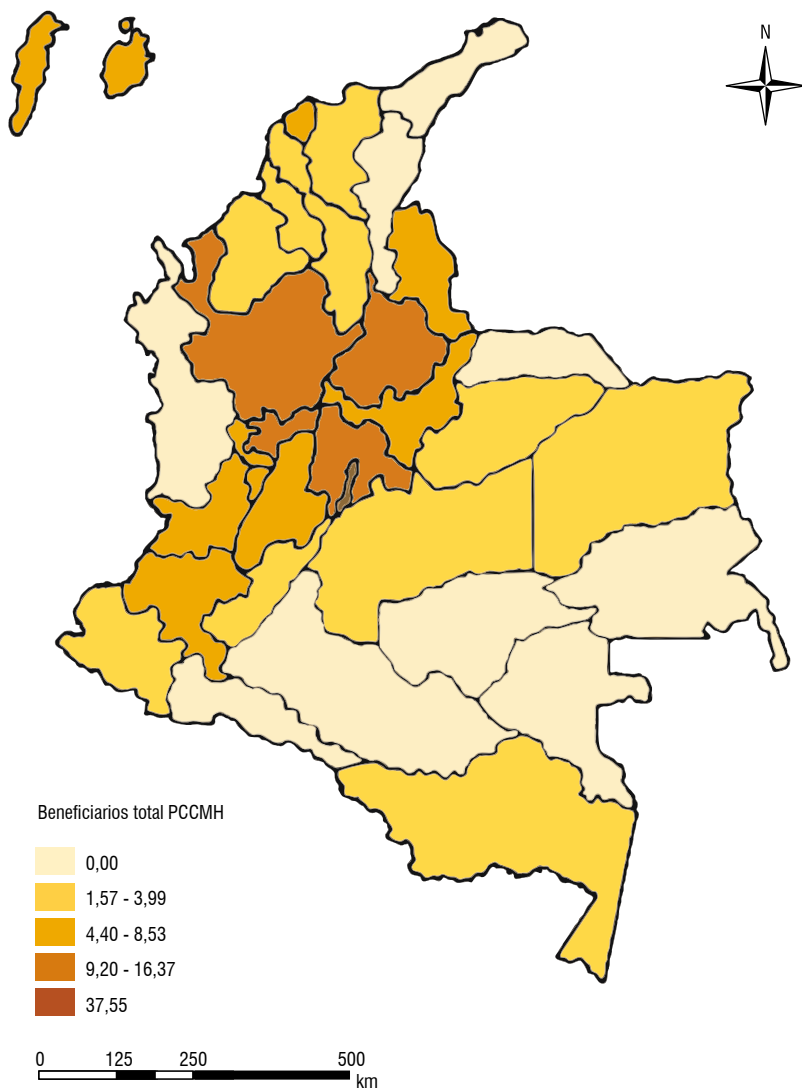 N
Beneficiarios total PCCMH
0,00
1,57 - 3,99
4,40 - 8,53
9,20 - 16,37
37,55
0 125 250 500
km